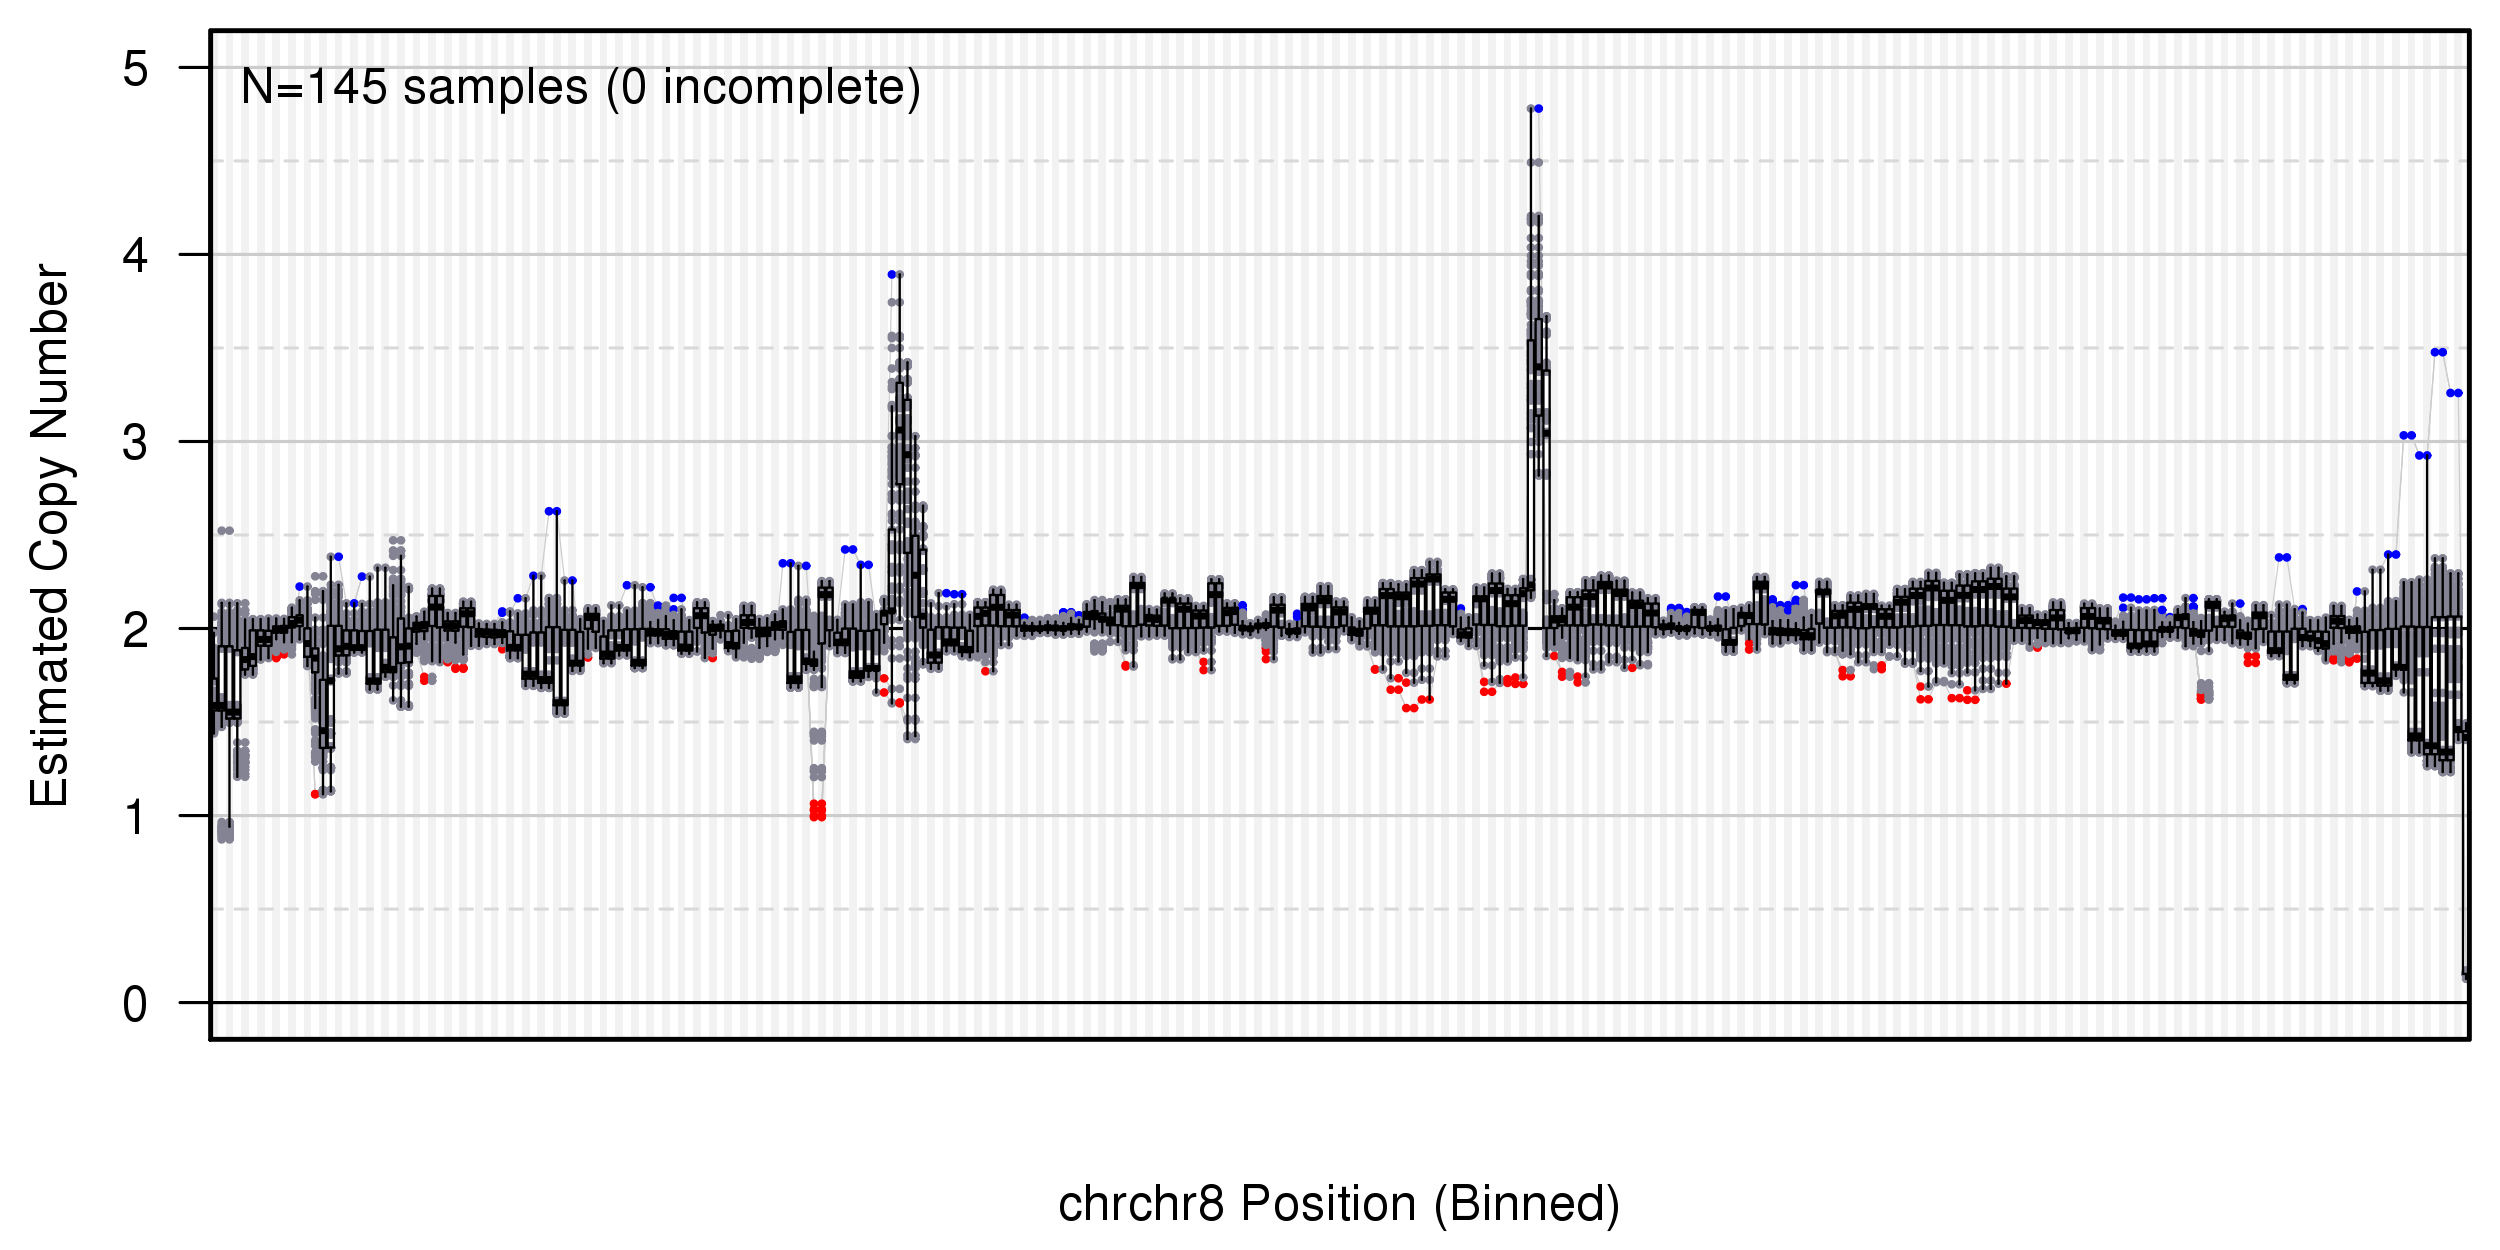 N=145 samples (0 incomplete)
Estimated Copy Number
5
4
3
2
1
0
chrchr8 Position (Binned)